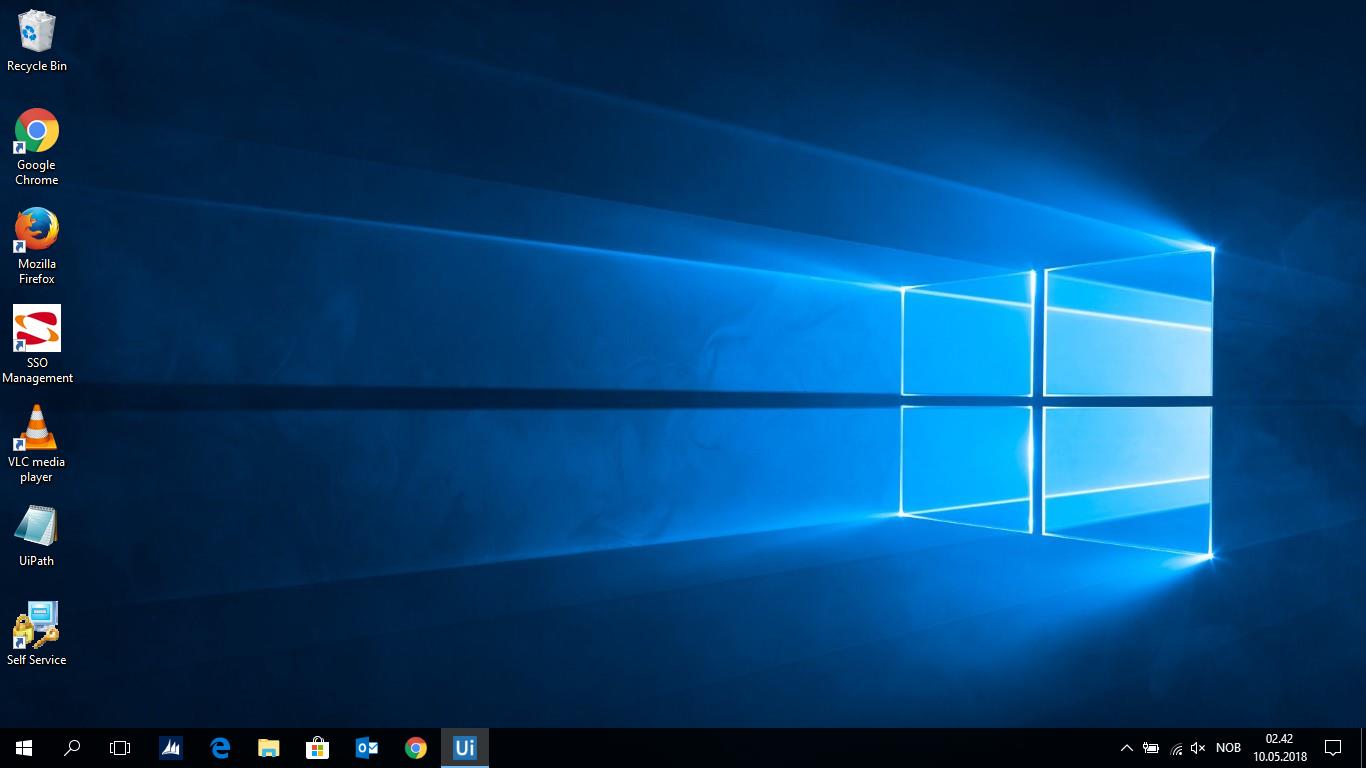 Recycle Bin
Google
Chrome
Mozilla
Firefox
SSO
Management
VLC media
player
UiPath
Self Service
Ui
NOB
02.42
10.05.2018